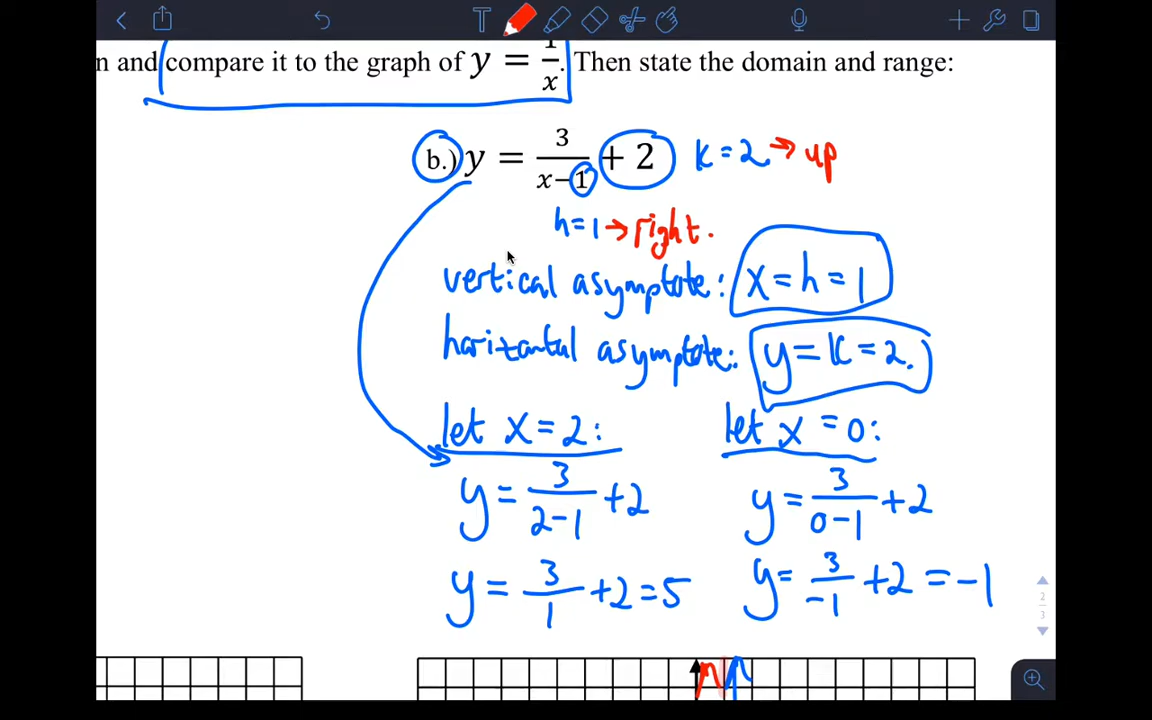 n and compare it to the graph of y = 1/x. Then state the domain and range:
b.) y = 3/(x−1) + 2 k = 2 → up
h = 1 → right.
vertical asymptote: x = h = 1
horizontal asymptote: y = k = 2.
let x = 2: let x = 0:
y = 3/(2−1) + 2 y = 3/(0−1) + 2
y = 3/1 + 2 = 5 y = 3/−1 + 2 = −1
2
3